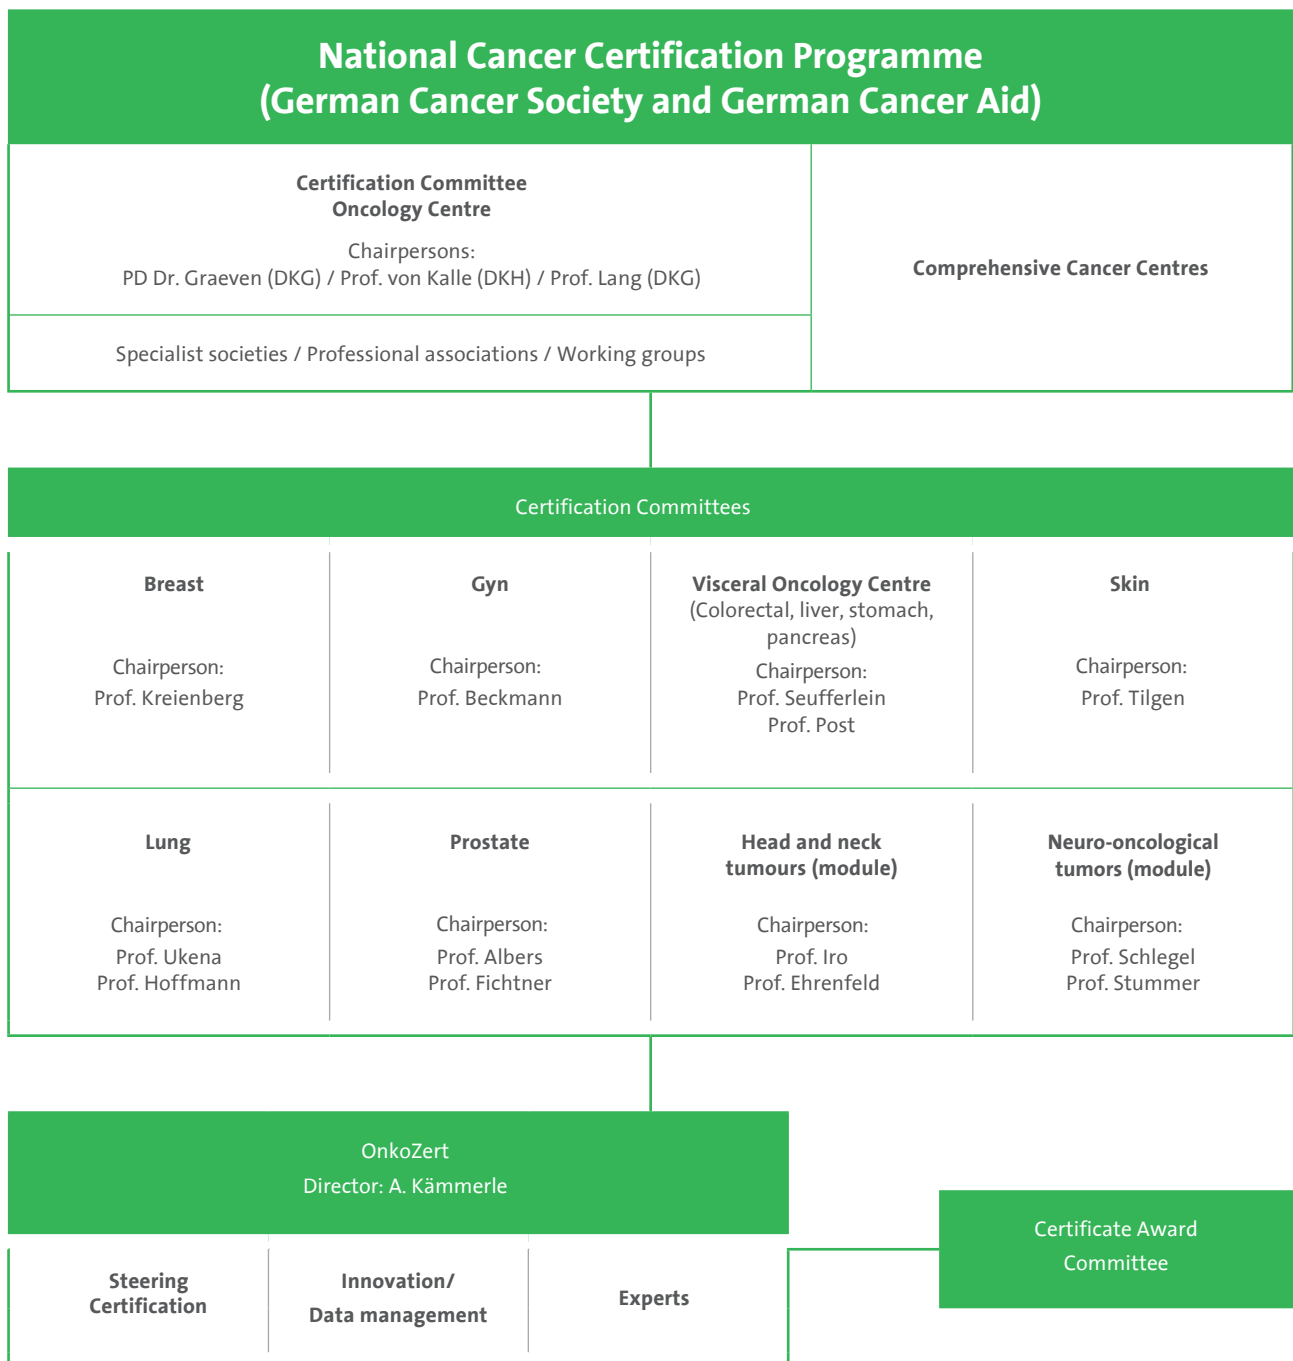 National Cancer Certification Programme
(German Cancer Society and German Cancer Aid)
Certification Committee
Oncology Centre
Chairpersons:
PD Dr. Graeven (DKG) / Prof. von Kalle (DKH) / Prof. Lang (DKG)
Specialist societies / Professional associations / Working groups
Comprehensive Cancer Centres
Certification Committees
Breast
Chairperson:
Prof. Kreienberg
Gyn
Chairperson:
Prof. Beckmann
Visceral Oncology Centre
(Colorectal, liver, stomach,
pancreas)
Chairperson:
Prof. Seufferlein
Prof. Post
Skin
Chairperson:
Prof. Tilgen
Lung
Chairperson:
Prof. Ukena
Prof. Hoffmann
Prostate
Chairperson:
Prof. Albers
Prof. Fichtner
Head and neck
tumours (module)
Chairperson:
Prof. Iro
Prof. Ehrenfeld
Neuro-oncological
tumors (module)
Chairperson:
Prof. Schlegel
Prof. Stummer
OnkoZert
Director: A. Kämmerle
Steering
Certification
Innovation/
Data management
Experts
Certificate Award
Committee